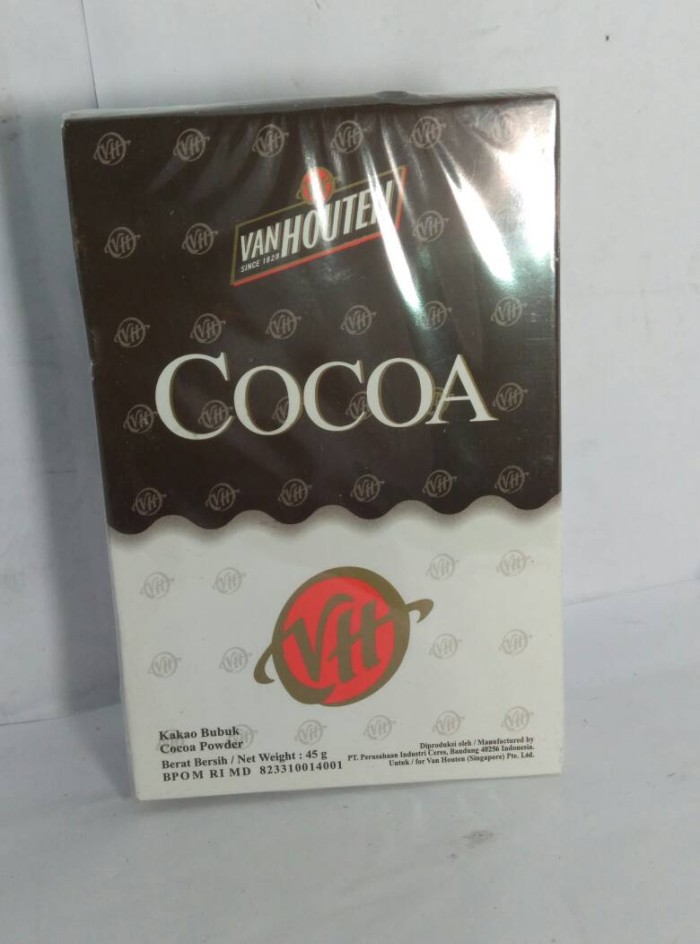 VAN HOUTEN
SINCE 1828
COCOA
VH
Kakao Bubuk
Cocoa Powder
Berat Bersih / Net Weight : 45 g
BPOM RI MD 823310014001
Diproduksi oleh / Manufactured by
PT. Perusahaan Industri Ceres, Bandung 40256 Indonesia.
Untuk / for Van Houten (Singapore) Pte. Ltd.